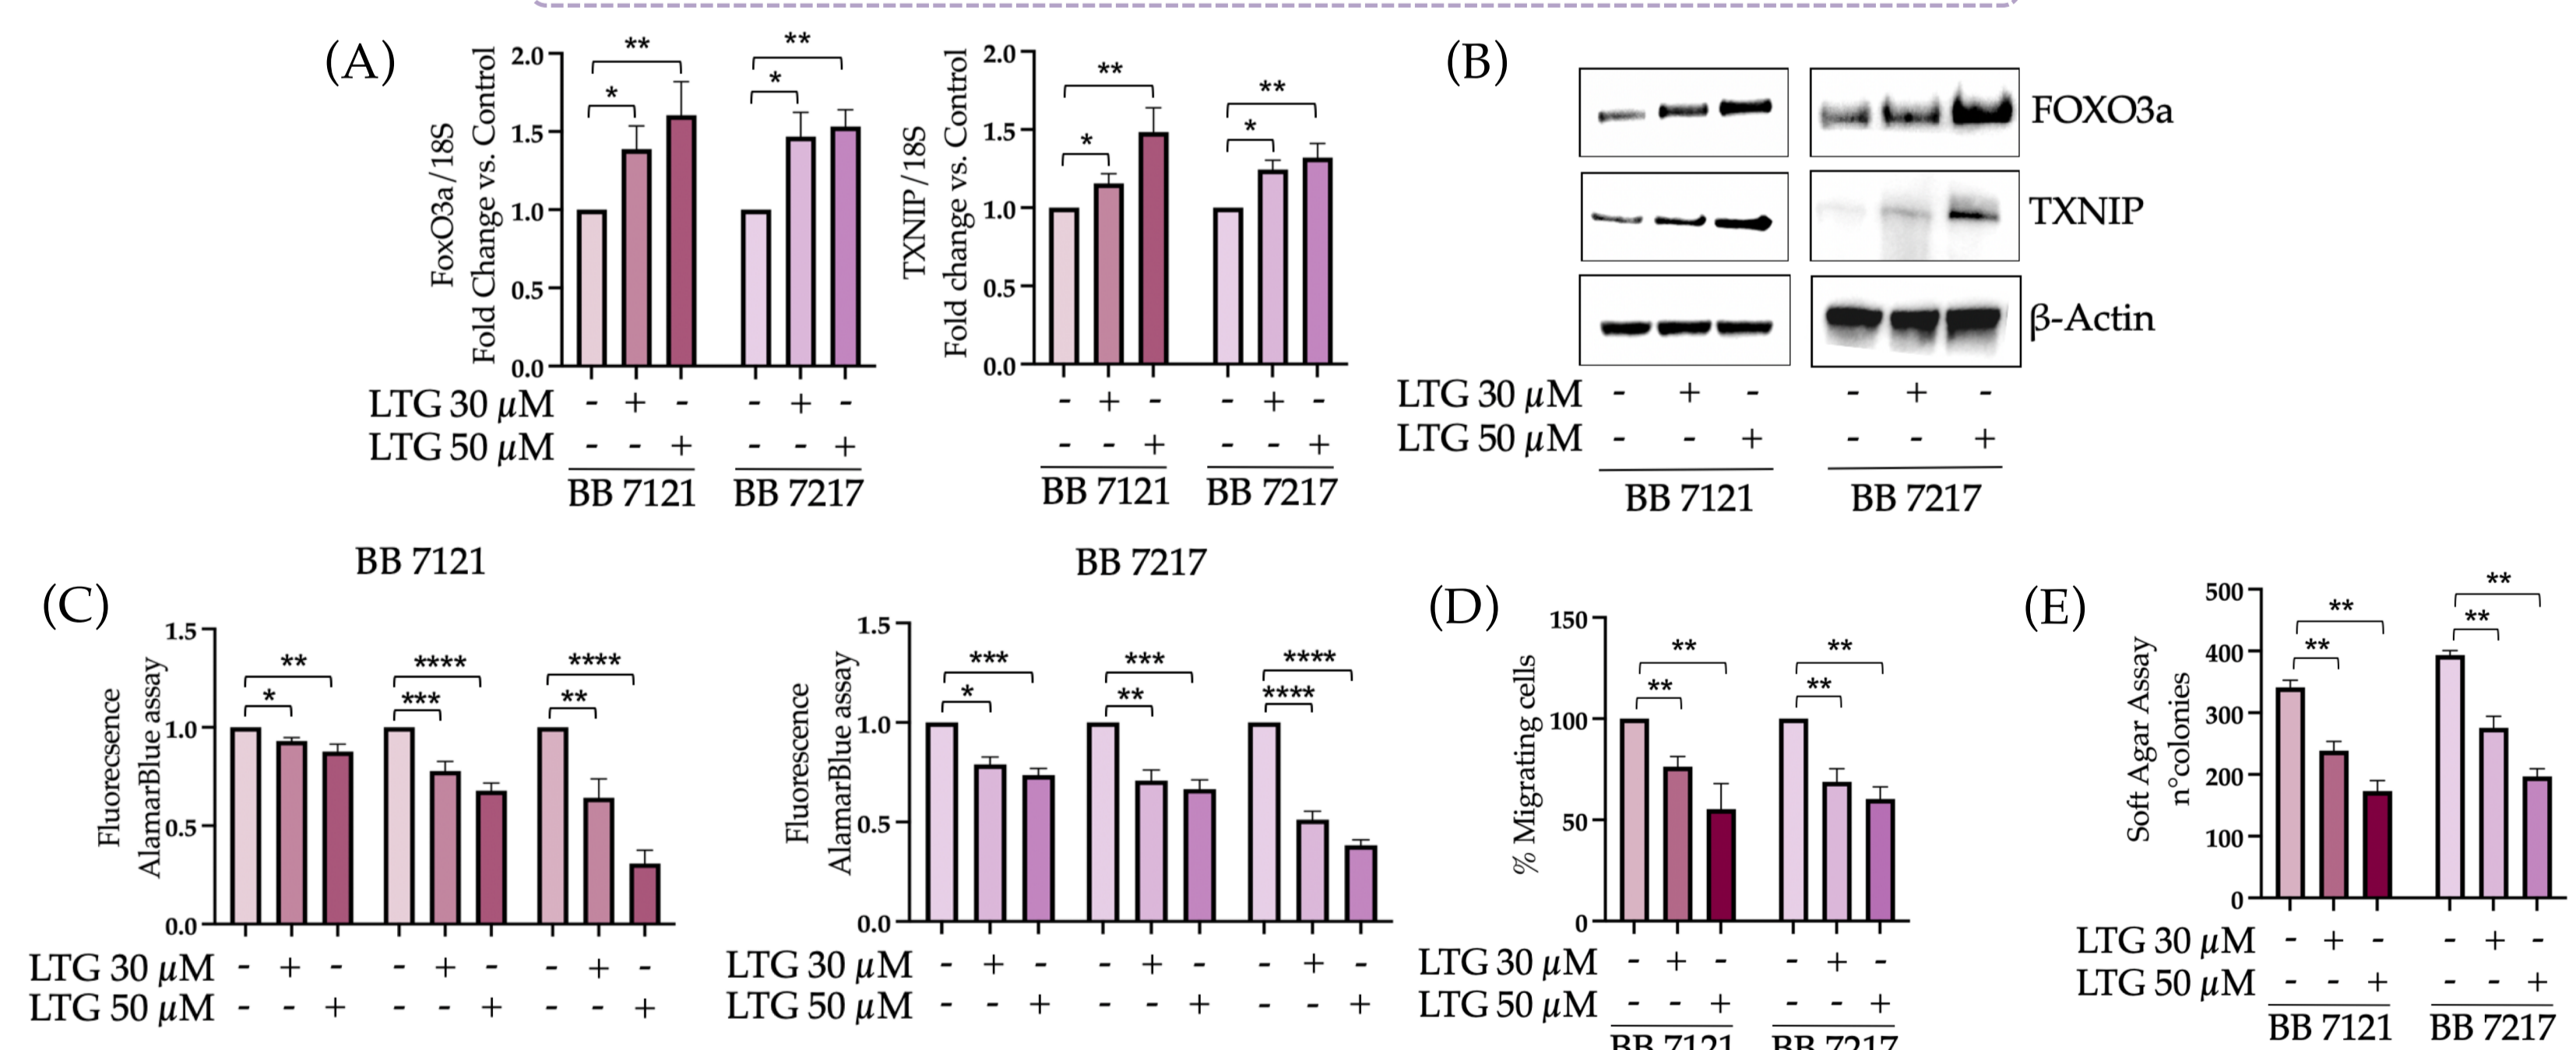 (A)
FoxO3a/18S
Fold Change vs. Control
2.0
1.5
1.0
0.5
0.0
** **
* *
LTG 30 µM - + - - + -
LTG 50 µM - - + - - +
BB 7121 BB 7217
TXNIP/18S
Fold change vs. Control
2.0
1.5
1.0
0.5
0.0
** **
* *
- + - - + -
- - + - - +
BB 7121 BB 7217
(B)
FOXO3a
TXNIP
β-Actin
LTG 30 µM - + - - + -
LTG 50 µM - - + - - +
BB 7121 BB 7217
(C)
BB 7121
Fluorecsence
AlamarBlue assay
1.5
1.0
0.5
0.0
** **** ****
* *** **
LTG 30 µM - + - - + - - + -
LTG 50 µM - - + - - + - - +
BB 7217
Fluorescence
AlamarBlue assay
1.5
1.0
0.5
0.0
*** *** ****
* ** ****
LTG 30 µM - + - - + - - + -
LTG 50 µM - - + - - + - - +
(D)
% Migrating cells
150
100
50
0
** **
** **
LTG 30 µM - + - - + -
LTG 50 µM - - + - - +
BB 7121 BB 7217
(E)
Soft Agar Assay
n°colonies
500
400
300
200
100
0
** **
** **
LTG 30 µM - + - - + -
LTG 50 µM - - + - - +
BB 7121 BB 7217